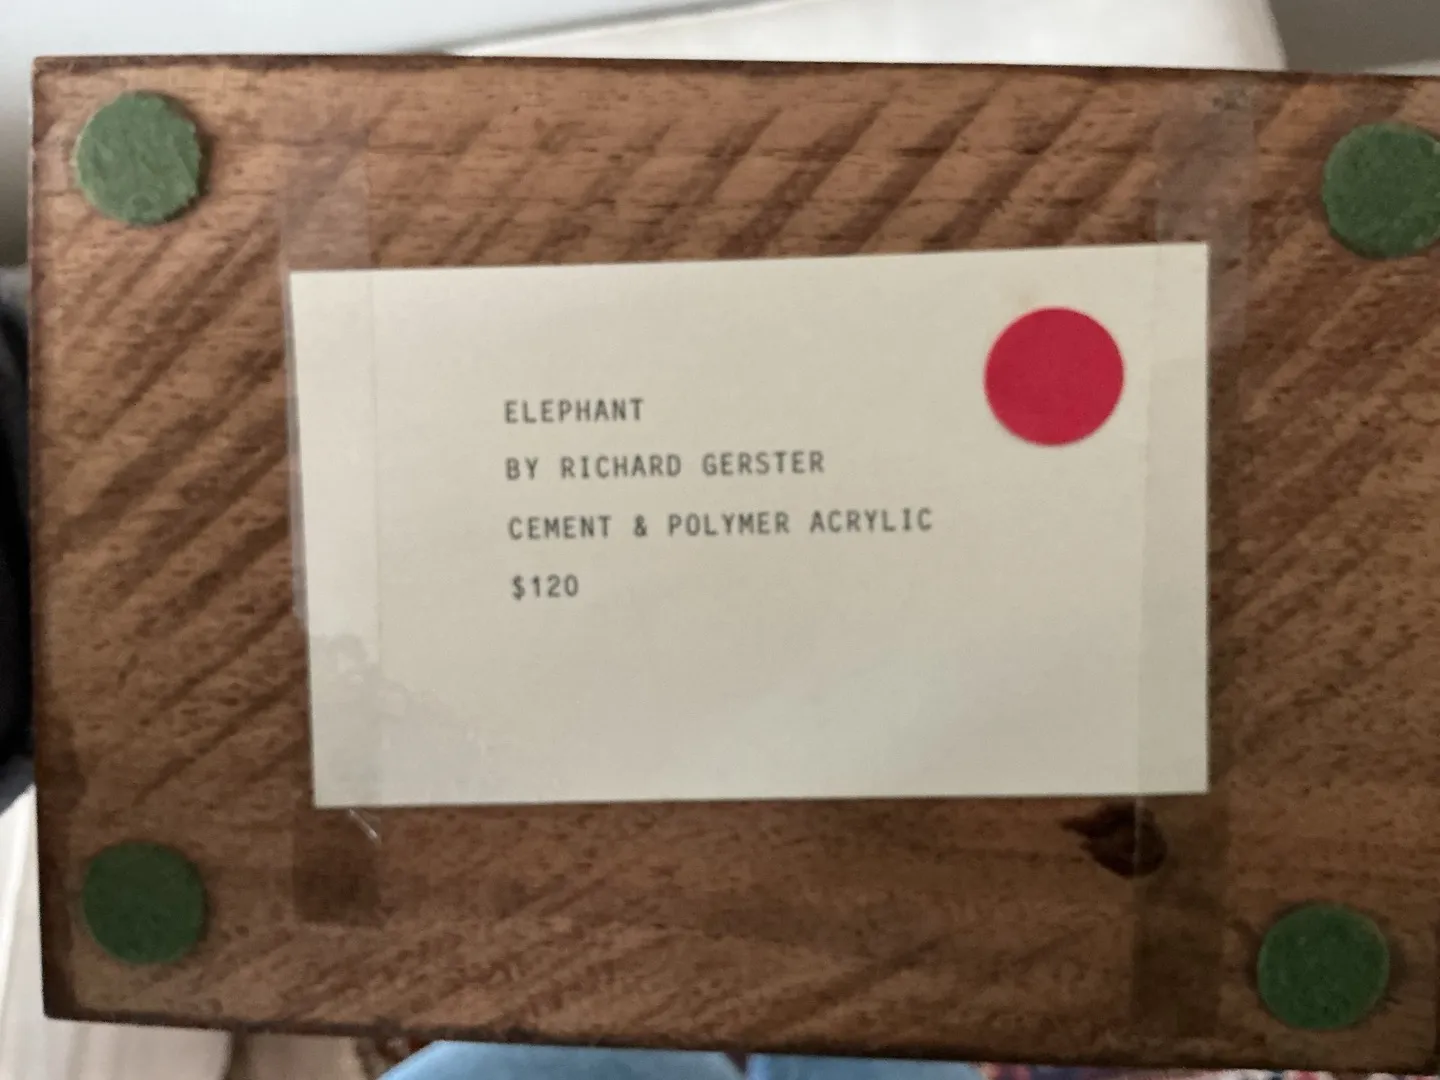 ELEPHANT
BY RICHARD GERSTER
CEMENT & POLYMER ACRYLIC
$120